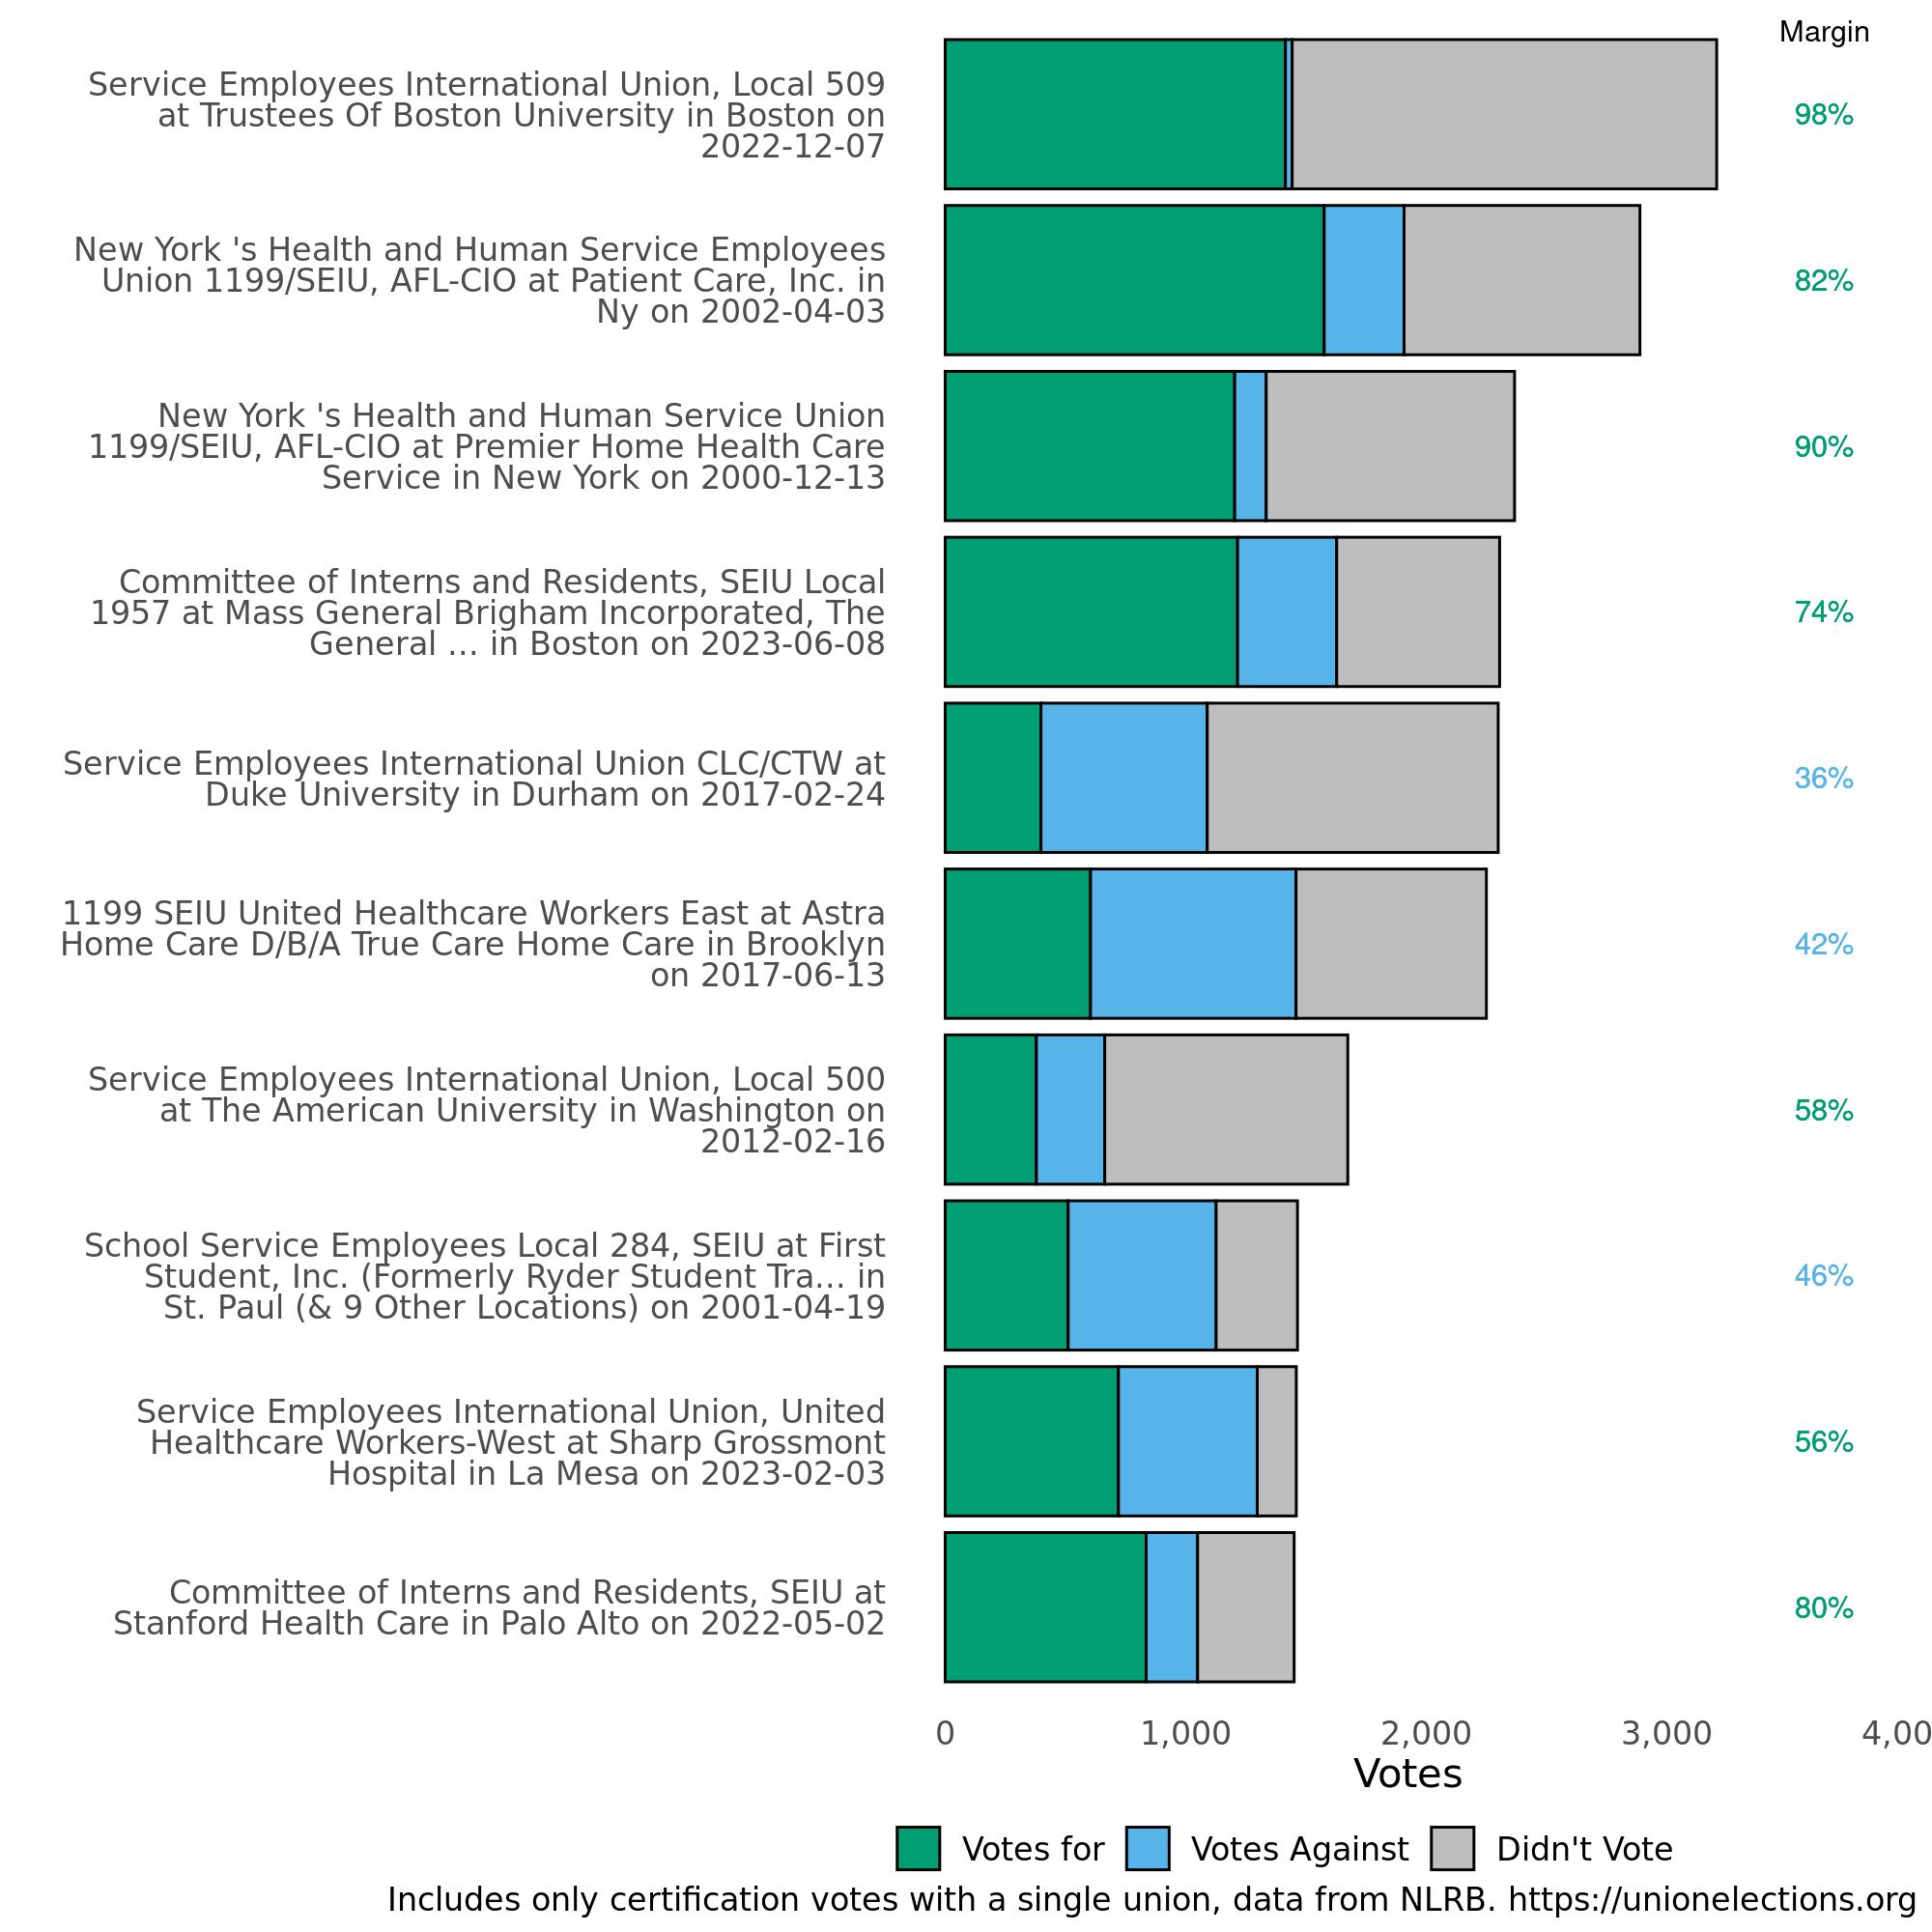 Margin
Service Employees International Union, Local 509
at Trustees Of Boston University in Boston on
2022-12-07
98%
New York 's Health and Human Service Employees
Union 1199/SEIU, AFL-CIO at Patient Care, Inc. in
Ny on 2002-04-03
82%
New York 's Health and Human Service Union
1199/SEIU, AFL-CIO at Premier Home Health Care
Service in New York on 2000-12-13
90%
Committee of Interns and Residents, SEIU Local
1957 at Mass General Brigham Incorporated, The
General ... in Boston on 2023-06-08
74%
Service Employees International Union CLC/CTW at
Duke University in Durham on 2017-02-24
36%
1199 SEIU United Healthcare Workers East at Astra
Home Care D/B/A True Care Home Care in Brooklyn
on 2017-06-13
42%
Service Employees International Union, Local 500
at The American University in Washington on
2012-02-16
58%
School Service Employees Local 284, SEIU at First
Student, Inc. (Formerly Ryder Student Tra... in
St. Paul (& 9 Other Locations) on 2001-04-19
46%
Service Employees International Union, United
Healthcare Workers-West at Sharp Grossmont
Hospital in La Mesa on 2023-02-03
56%
Committee of Interns and Residents, SEIU at
Stanford Health Care in Palo Alto on 2022-05-02
80%
0 1,000 2,000 3,000 4,00
Votes
Votes for Votes Against Didn't Vote
Includes only certification votes with a single union, data from NLRB. https://unionelections.org